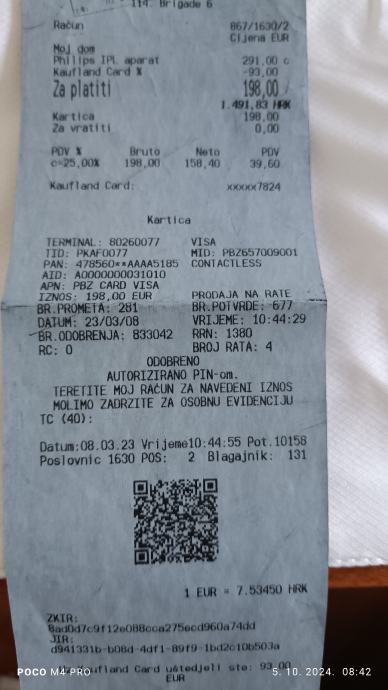 114. Brigade 6
Račun 867/1630/2
Cijena EUR
Moj dom
Philips IPL aparat 291,00 c
Kaufland Card % -93,00
Za platiti 198,00
1.491,83 HRK
Kartica 198,00
Za vratiti 0,00
PDV % Bruto Neto PDV
c=25,00% 198,00 158,40 39,60
Kaufland Card: xxxxx7824
Kartica
TERMINAL: 80260077 VISA
TID: PKAF0077 MID: PBZ657009001
PAN: 478560**AAAA5185 CONTACTLESS
AID: A0000000031010
APN: PBZ CARD VISA
IZNOS: 198,00 EUR PRODAJA NA RATE
BR.PROMETA: 281 BR.POTVRDE: 677
DATUM: 23/03/08 VRIJEME: 10:44:29
BR.ODOBRENJA: 833042 RRN: 1380
RC: 0 BROJ RATA: 4
ODOBRENO
AUTORIZIRANO PIN-om.
TERETITE MOJ RAČUN ZA NAVEDENI IZNOS
MOLIMO ZADRŽITE ZA OSOBNU EVIDENCIJU
TC (40):
Datum:08.03.23 Vrijeme10:44:55 Pot.10158
Poslovnic 1630 POS: 2 Blagajnik: 131
1 EUR = 7.53450 HRK
ZKIR:
8ad0d7c9f12e088cca275ecd960a74dd
JIR:
d941331b-b08d-4df1-89f9-1bd2c10b503a
Kaufland Card uštedjeli ste: 93,00
EUR
POCO M4 PRO 5. 10. 2024. 08:42